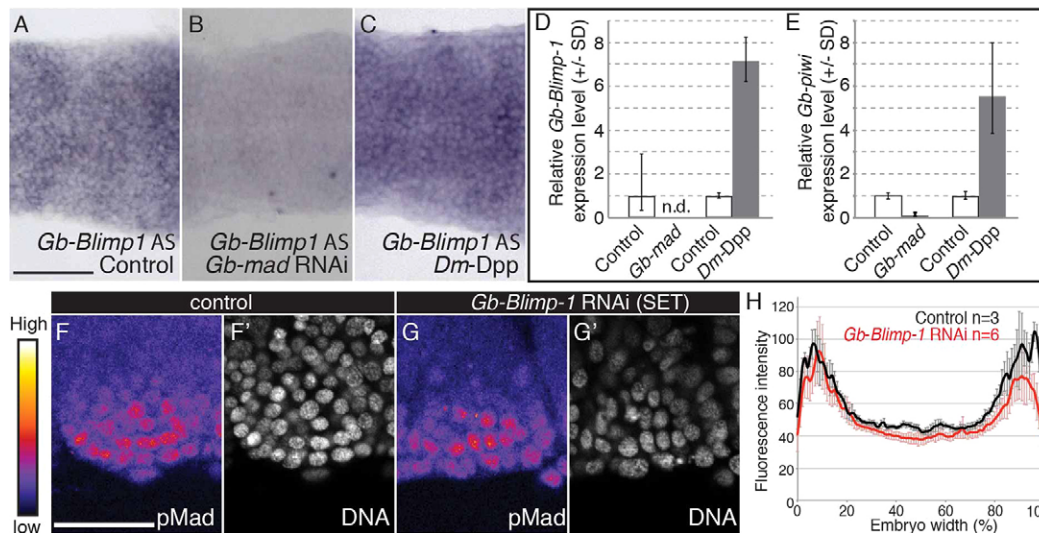 A
B
C
Gb-Blimp1 AS
Control
Gb-Blimp1 AS
Gb-mad RNAi
Gb-Blimp1 AS
Dm-Dpp
D
Relative Gb-Blimp-1
expression level (+/- SD)
8
6
4
2
0
n.d.
Control
Gb-mad
Control
Dm-Dpp
E
Relative Gb-piwi
expression level (+/- SD)
8
6
4
2
0
Control
Gb-mad
Control
Dm-Dpp
control
Gb-Blimp-1 RNAi (SET)
High
low
F
pMad
F'
DNA
G
pMad
G'
DNA
H
Fluorescence intensity
120
100
80
60
40
20
0
Control n=3
Gb-Blimp-1 RNAi n=6
0
20
40
60
80
Embryo width (%)